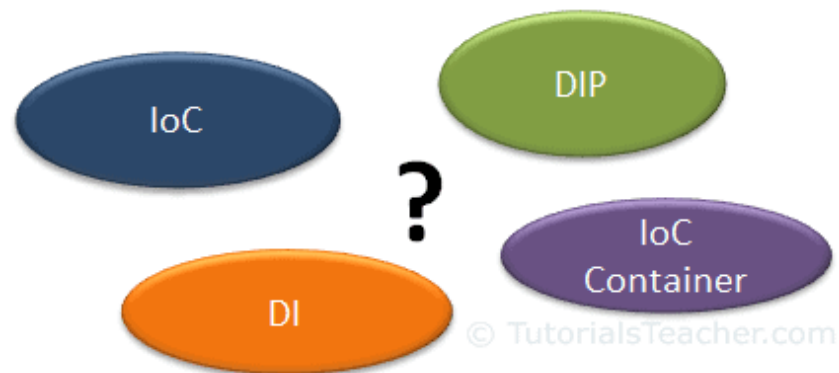 IoC
DIP
?
IoC
Container
DI
© TutorialsTeacher.com